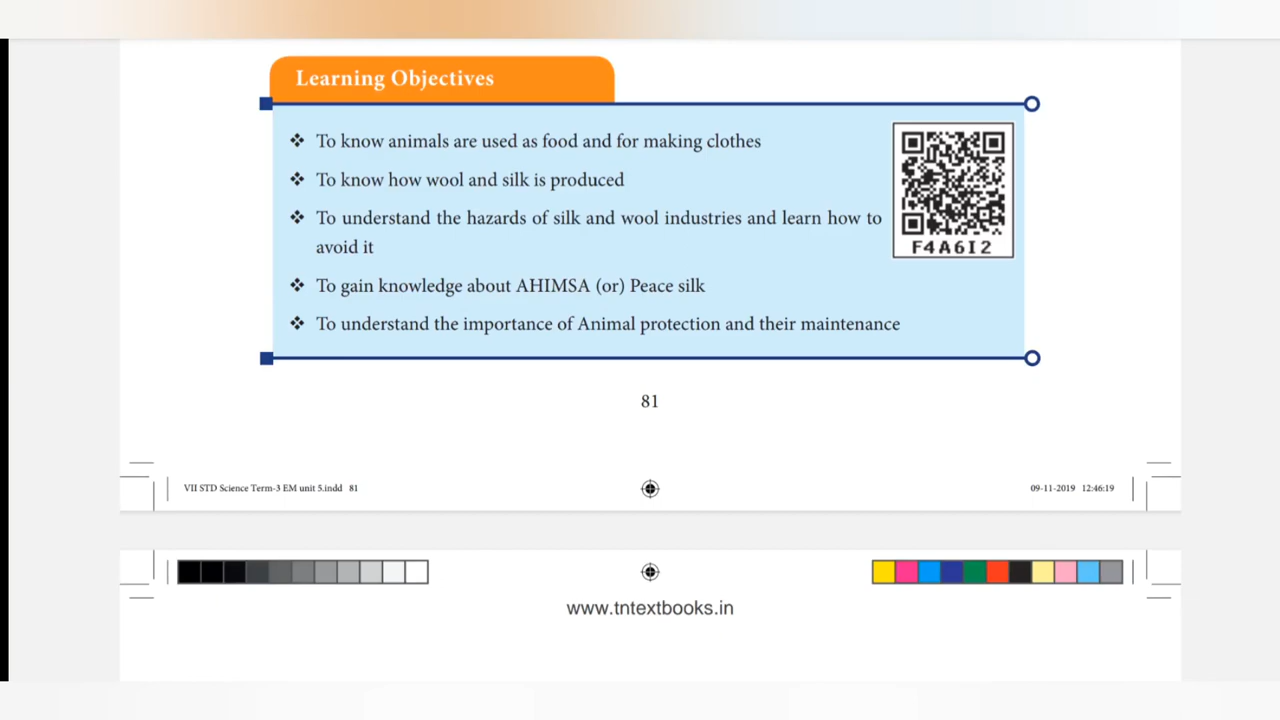 Learning Objectives
❖ To know animals are used as food and for making clothes
❖ To know how wool and silk is produced
❖ To understand the hazards of silk and wool industries and learn how to
avoid it
❖ To gain knowledge about AHIMSA (or) Peace silk
❖ To understand the importance of Animal protection and their maintenance
F4A6I2
81
VII STD Science Term-3 EM unit 5.indd 81
09-11-2019 12:46:19
www.tntextbooks.in